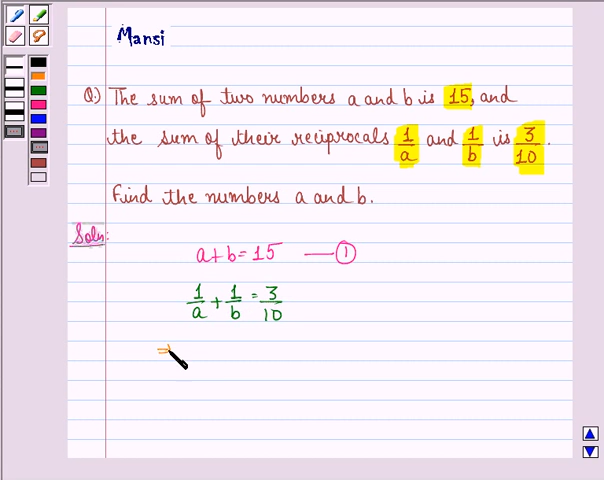 Mansi
Q.) The sum of two numbers a and b is 15, and
the sum of their reciprocals 1/a and 1/b is 3/10.
Find the numbers a and b.
Soln:
a+b=15 —— ①
1/a + 1/b = 3/10
⇒